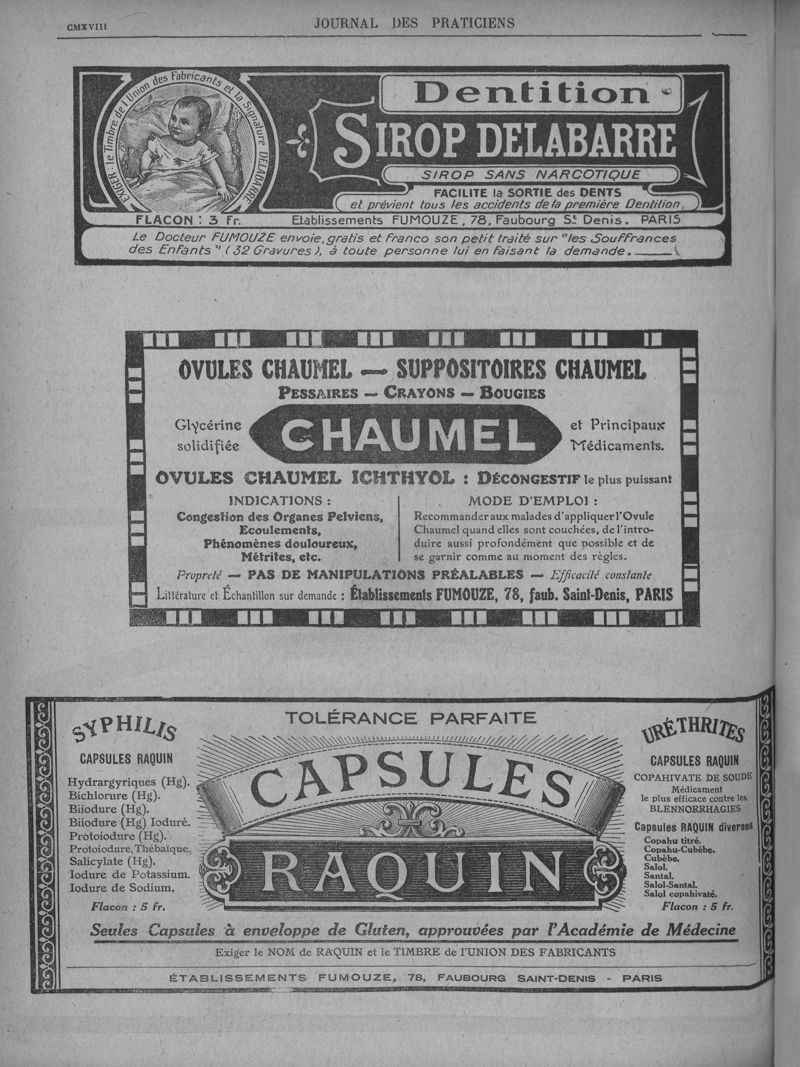 CMXVIII
JOURNAL DES PRATICIENS
EXIGER: le Timbre de l'Union des Fabricants et la Signature DELABARRE
Dentition
SIROP DELABARRE
SIROP SANS NARCOTIQUE
FACILITE la SORTIE des DENTS
et prévient tous les accidents de la première Dentition.
FLACON : 3 Fr. Etablissements FUMOUZE, 78, Faubourg St Denis. PARIS
Le Docteur FUMOUZE envoie, gratis et franco son petit traité sur "les Souffrances
des Enfants" (32 Gravures), à toute personne lui en faisant la demande.
OVULES CHAUMEL — SUPPOSITOIRES CHAUMEL
PESSAIRES — CRAYONS — BOUGIES
Glycérine
solidifiée
CHAUMEL
et Principaux
Médicaments.
OVULES CHAUMEL ICHTHYOL : DÉCONGESTIF le plus puissant
INDICATIONS :
Congestion des Organes Pelviens,
Ecoulements,
Phénomènes douloureux,
Métrites, etc.
MODE D'EMPLOI :
Recommander aux malades d'appliquer l'Ovule
Chaumel quand elles sont couchées, de l'intro-
duire aussi profondément que possible et de
se garnir comme au moment des règles.
Propreté — PAS DE MANIPULATIONS PRÉALABLES — Efficacité constante
Littérature et Échantillon sur demande : Établissements FUMOUZE, 78, faub. Saint-Denis, PARIS
TOLÉRANCE PARFAITE
SYPHILIS
CAPSULES RAQUIN
Hydrargyriques (Hg).
Bichlorure (Hg).
Biiodure (Hg).
Biiodure (Hg) Ioduré.
Protoiodure (Hg).
Protoiodure, Thébaïque.
Salicylate (Hg).
Iodure de Potassium.
Iodure de Sodium.
Flacon : 5 fr.
CAPSULES
RAQUIN
URÉTHRITES
CAPSULES RAQUIN
COPAHIVATE DE SOUDE
Médicament
le plus efficace contre les
BLENNORRHAGIES
Capsules RAQUIN diverses
Copahu titré.
Copahu-Cubèbe.
Cubèbe.
Salol.
Santal.
Salol-Santal.
Salol copahivaté.
Flacon : 5 fr.
Seules Capsules à enveloppe de Gluten, approuvées par l'Académie de Médecine
Exiger le NOM de RAQUIN et le TIMBRE de l'UNION DES FABRICANTS
ÉTABLISSEMENTS FUMOUZE, 78, FAUBOURG SAINT-DENIS - PARIS